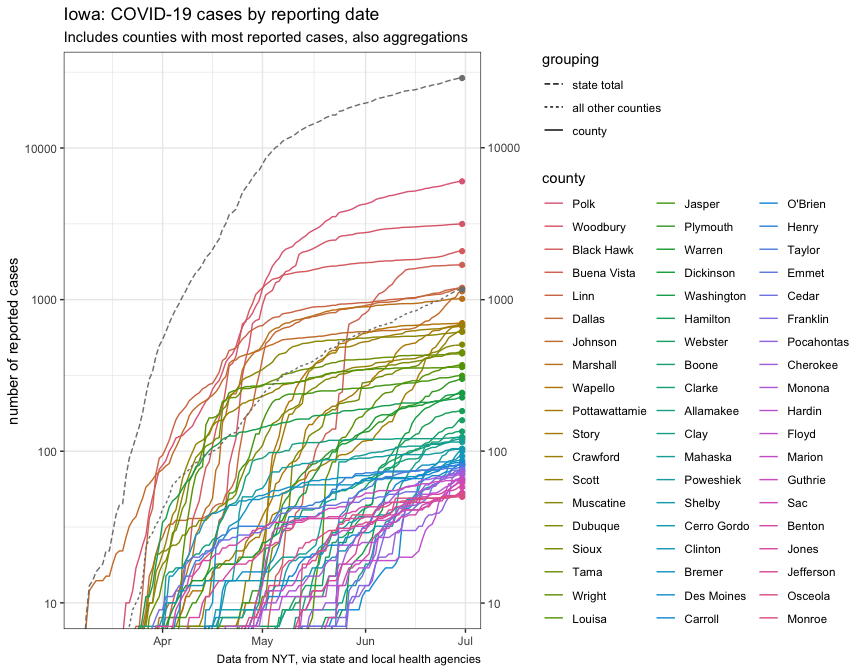 Iowa: COVID-19 cases by reporting date
Includes counties with most reported cases, also aggregations
number of reported cases
10000
1000
100
10
10000
1000
100
10
Apr
May
Jun
Jul
Data from NYT, via state and local health agencies
grouping
state total
all other counties
county
county
Polk
Woodbury
Black Hawk
Buena Vista
Linn
Dallas
Johnson
Marshall
Wapello
Pottawattamie
Story
Crawford
Scott
Muscatine
Dubuque
Sioux
Tama
Wright
Louisa
Jasper
Plymouth
Warren
Dickinson
Washington
Hamilton
Webster
Boone
Clarke
Allamakee
Clay
Mahaska
Poweshiek
Shelby
Cerro Gordo
Clinton
Bremer
Des Moines
Carroll
O'Brien
Henry
Taylor
Emmet
Cedar
Franklin
Pocahontas
Cherokee
Monona
Hardin
Floyd
Marion
Guthrie
Sac
Benton
Jones
Jefferson
Osceola
Monroe